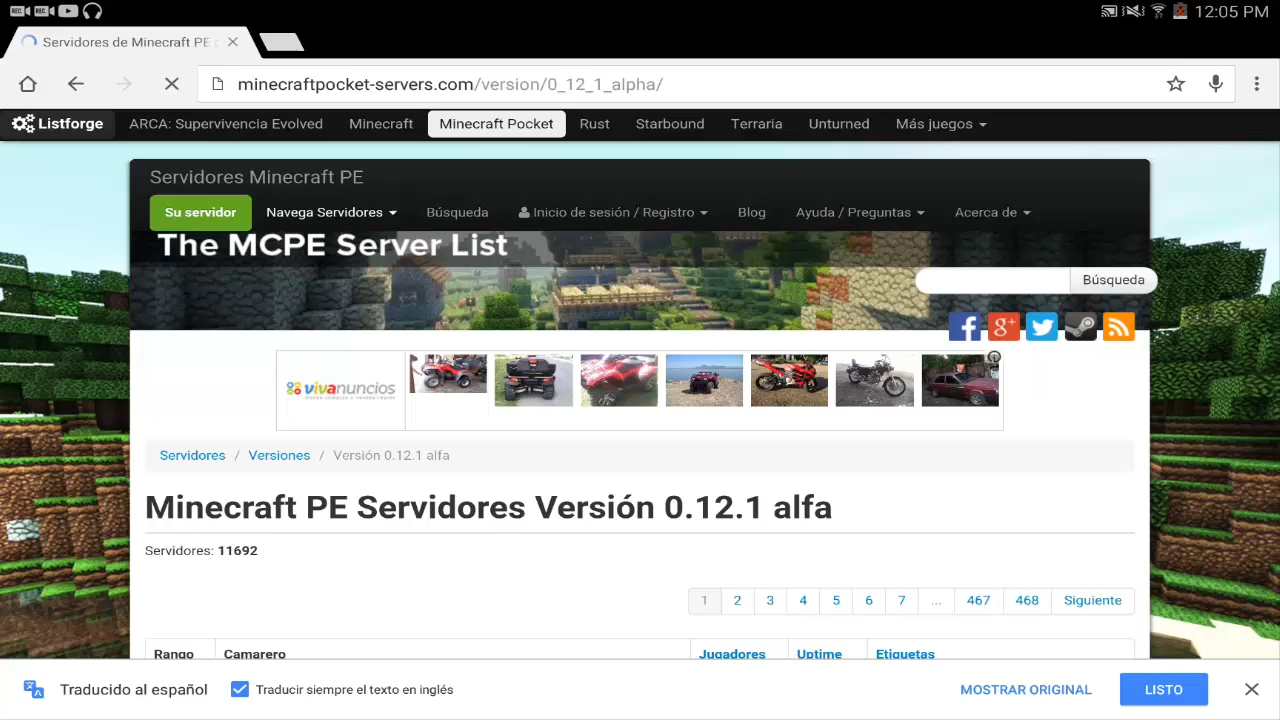 REC. REC. 12:05 PM
Servidores de Minecraft PE
minecraftpocket-servers.com/version/0_12_1_alpha/
Listforge ARCA: Supervivencia Evolved Minecraft Minecraft Pocket Rust Starbound Terraria Unturned Más juegos
Servidores Minecraft PE
Su servidor Navega Servidores Búsqueda Inicio de sesión / Registro Blog Ayuda / Preguntas Acerca de
The MCPE Server List
Búsqueda
vivanuncios
Servidores / Versiones / Versión 0.12.1 alfa
Minecraft PE Servidores Versión 0.12.1 alfa
Servidores: 11692
1 2 3 4 5 6 7 ... 467 468 Siguiente
Rango Camarero Jugadores Uptime Etiquetas
Traducido al español Traducir siempre el texto en inglés MOSTRAR ORIGINAL LISTO